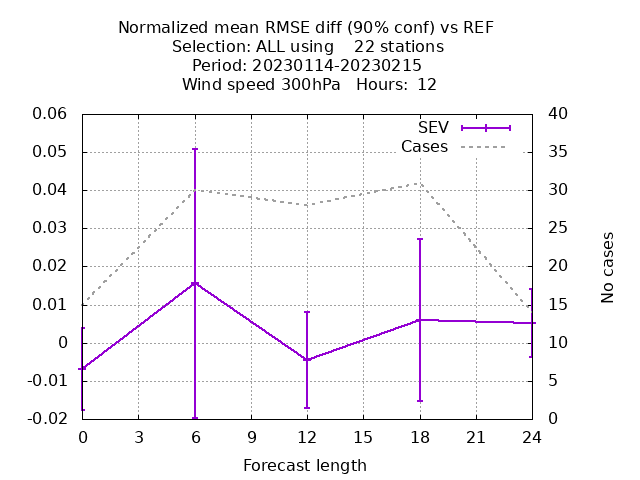 Normalized mean RMSE diff (90% conf) vs REF
Selection: ALL using    22 stations
Period: 20230114-20230215
Wind speed 300hPa   Hours:  12
SEV
Cases
0.06
0.05
0.04
0.03
0.02
0.01
0
-0.01
-0.02
40
35
30
25
20
15
10
5
0
No cases
0 3 6 9 12 15 18 21 24
Forecast length